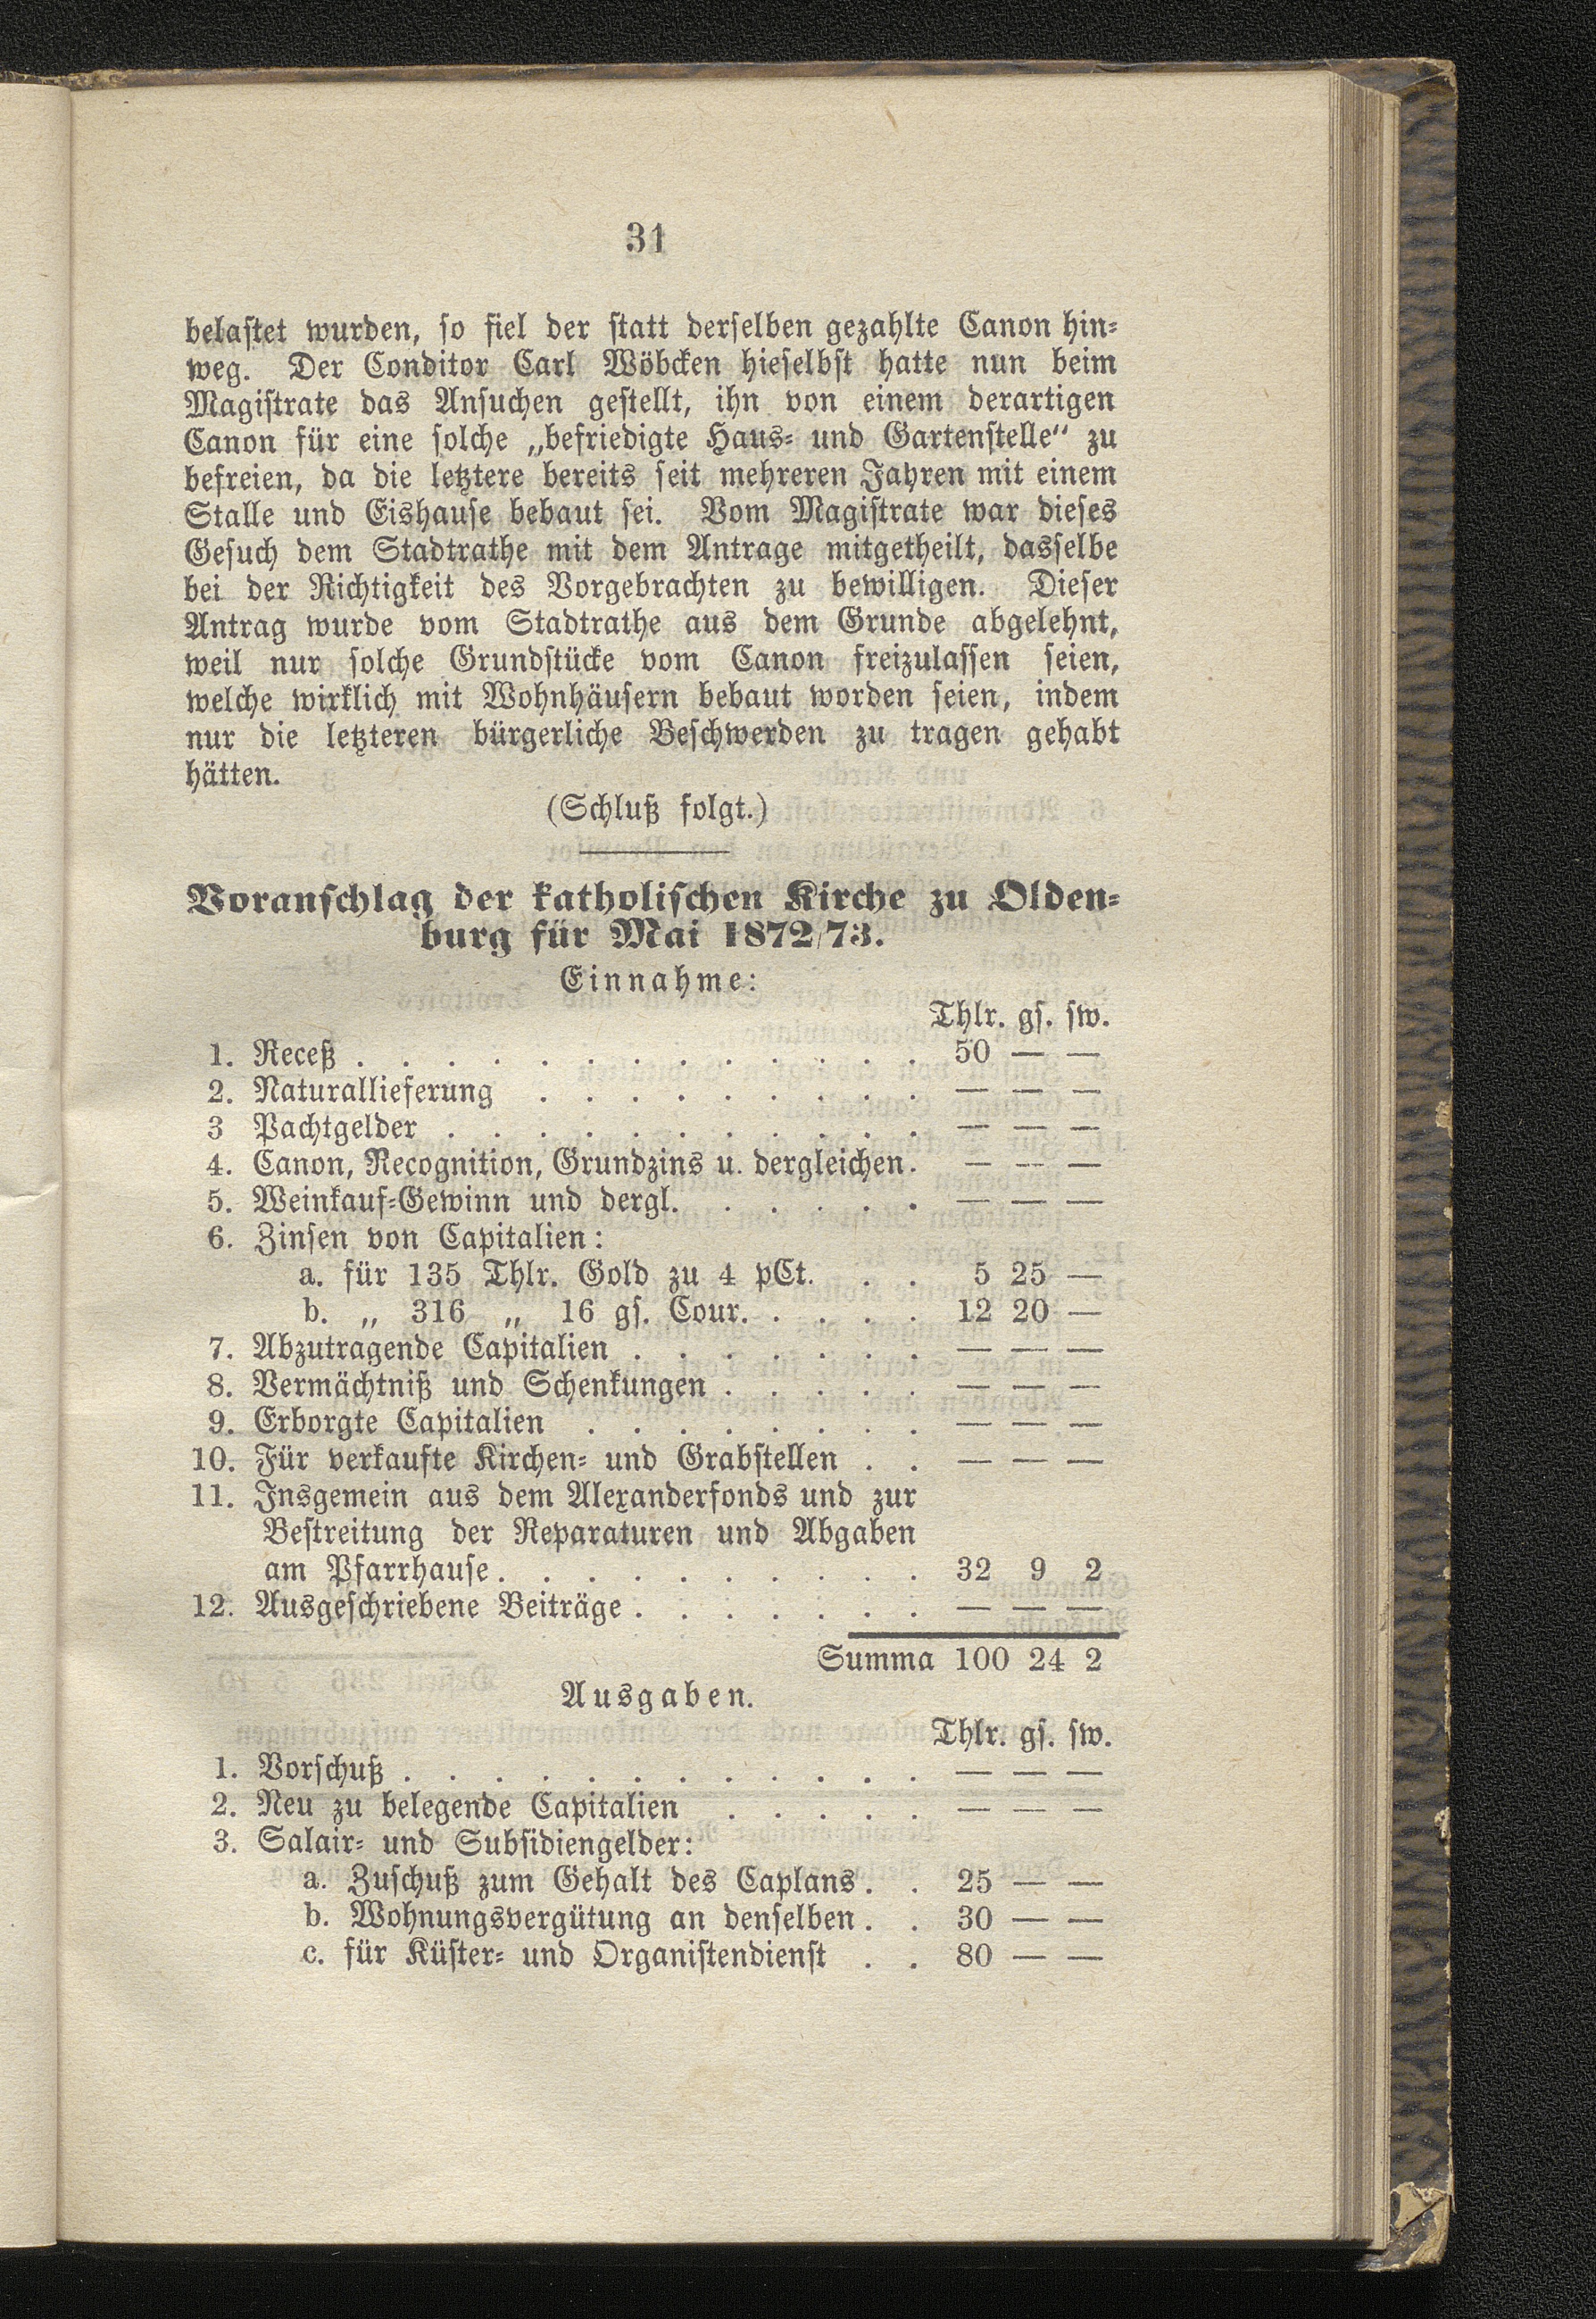 31
belastet wurden, so fiel der statt derselben gezahlte Canon hin-
weg. Der Conditor Carl Wöbcken hieselbst hatte nun beim
Magistrate das Ansuchen gestellt, ihn von einem derartigen
Canon für eine solche „befriedigte Haus- und Gartenstelle“ zu
befreien, da die letztere bereits seit mehreren Jahren mit einem
Stalle und Eishause bebaut sei. Vom Magistrate war dieses
Gesuch dem Stadtrathe mit dem Antrage mitgetheilt, dasselbe
bei der Richtigkeit des Vorgebrachten zu bewilligen. Dieser
Antrag wurde vom Stadtrathe aus dem Grunde abgelehnt,
weil nur solche Grundstücke vom Canon freizulassen seien,
welche wirklich mit Wohnhäusern bebaut worden seien, indem
nur die letzteren bürgerliche Beschwerden zu tragen gehabt
hätten.
(Schluß folgt.)
Voranschlag der katholischen Kirche zu Olden-
burg für Mai 1872/73.
Einnahme:
Thlr. gs. sw.
1. Receß . . . . . . . . . . . . . 50 — —
2. Naturallieferung . . . . . . . . . — — —
3 Pachtgelder . . . . . . . . . . . — — —
4. Canon, Recognition, Grundzins u. dergleichen. — — —
5. Weinkauf-Gewinn und dergl. . . . . . — — —
6. Zinsen von Capitalien:
a. für 135 Thlr. Gold zu 4 pCt. . . 5 25 —
b. „ 316 „ 16 gs. Cour. . . . . 12 20 —
7. Abzutragende Capitalien . . . . . . . — — —
8. Vermächtniß und Schenkungen . . . . . — — —
9. Erborgte Capitalien . . . . . . . . — — —
10. Für verkaufte Kirchen- und Grabstellen . . — — —
11. Insgemein aus dem Alexanderfonds und zur
Bestreitung der Reparaturen und Abgaben
am Pfarrhause. . . . . . . . . . 32 9 2
12. Ausgeschriebene Beiträge . . . . . . . — — —
Summa 100 24 2
Ausgaben.
Thlr. gs. sw.
1. Vorschuß . . . . . . . . . . . . — — —
2. Neu zu belegende Capitalien . . . . . — — —
3. Salair- und Subsidiengelder:
a. Zuschuß zum Gehalt des Caplans. . 25 — —
b. Wohnungsvergütung an denselben. . 30 — —
c. für Küster- und Organistendienst . . 80 — —